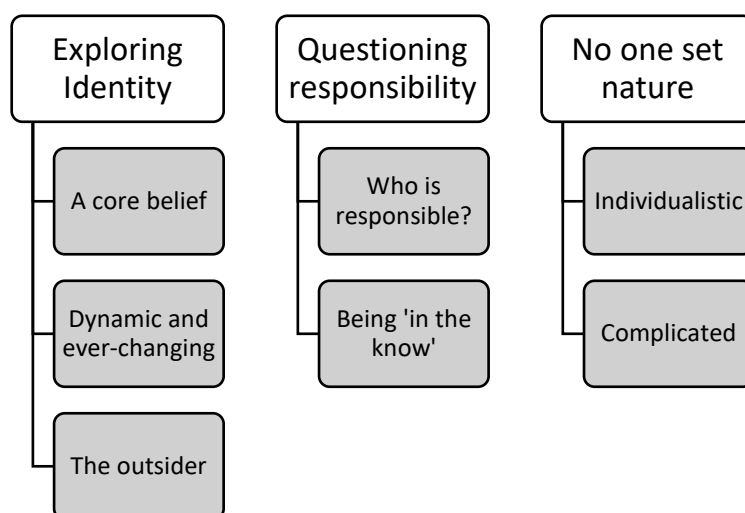 Exploring
Identity
A core belief
Dynamic and
ever-changing
The outsider
Questioning
responsibility
Who is
responsible?
Being 'in the
know'
No one set
nature
Individualistic
Complicated